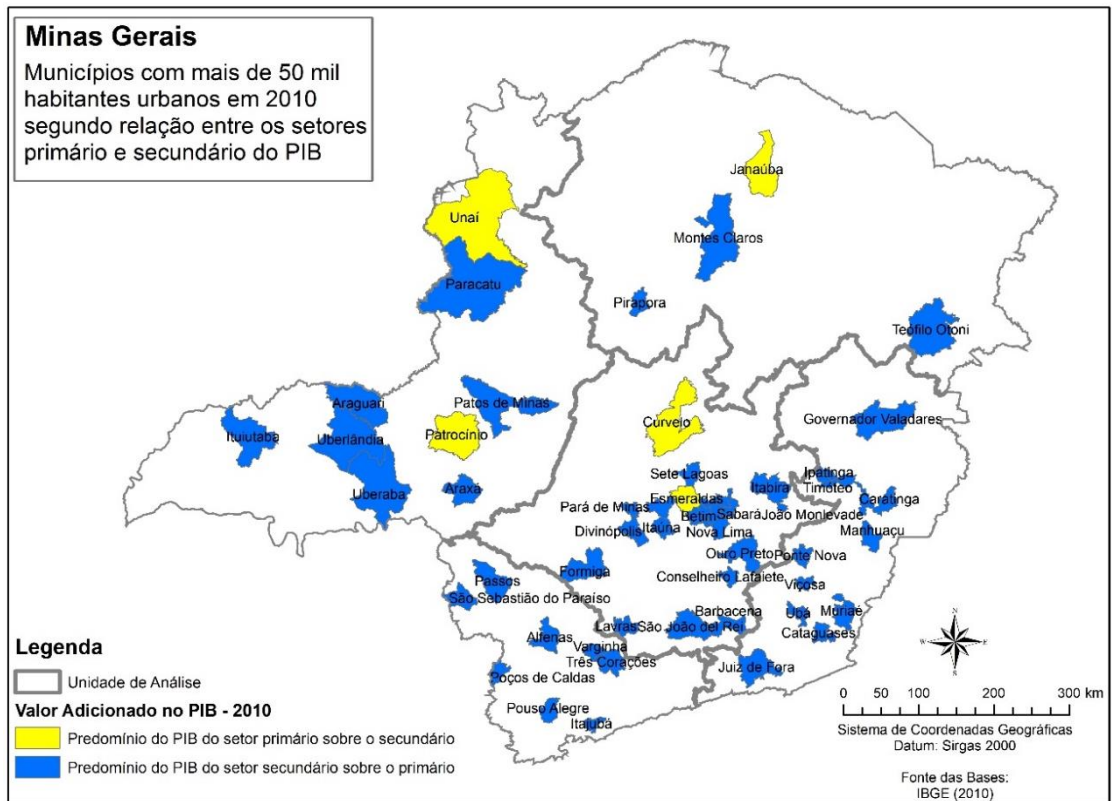 Minas Gerais
Municípios com mais de 50 mil
habitantes urbanos em 2010
segundo relação entre os setores
primário e secundário do PIB
Janaúba
Unaí
Montes Claros
Paracatu
Pirapora
Teófilo Otoni
Araguari
Patos de Minas
Governador Valadares
Curvelo
Ituiutaba
Uberlândia
Patrocínio
Sete Lagoas
Ipatinga
Timóteo
Uberaba
Araxá
Esmeraldas
Itabira
Caratinga
Pará de Minas
Betim
Sabará
João Monlevade
Divinópolis
Itaúna
Nova Lima
Manhuaçu
Ouro Preto
Ponte Nova
Formiga
Conselheiro Lafaiete
Passos
Viçosa
São Sebastião do Paraíso
Barbacena
Ubá
Muriaé
Lavras
São João del Rei
Cataguases
Alfenas
Varginha
Três Corações
Juiz de Fora
Poços de Caldas
Pouso Alegre
Itajubá
N
W
E
S
Legenda
Unidade de Análise
Valor Adicionado no PIB - 2010
Predomínio do PIB do setor primário sobre o secundário
Predomínio do PIB do setor secundário sobre o primário
0 50 100 200 300 km
Sistema de Coordenadas Geográficas
Datum: Sirgas 2000
Fonte das Bases:
IBGE (2010)